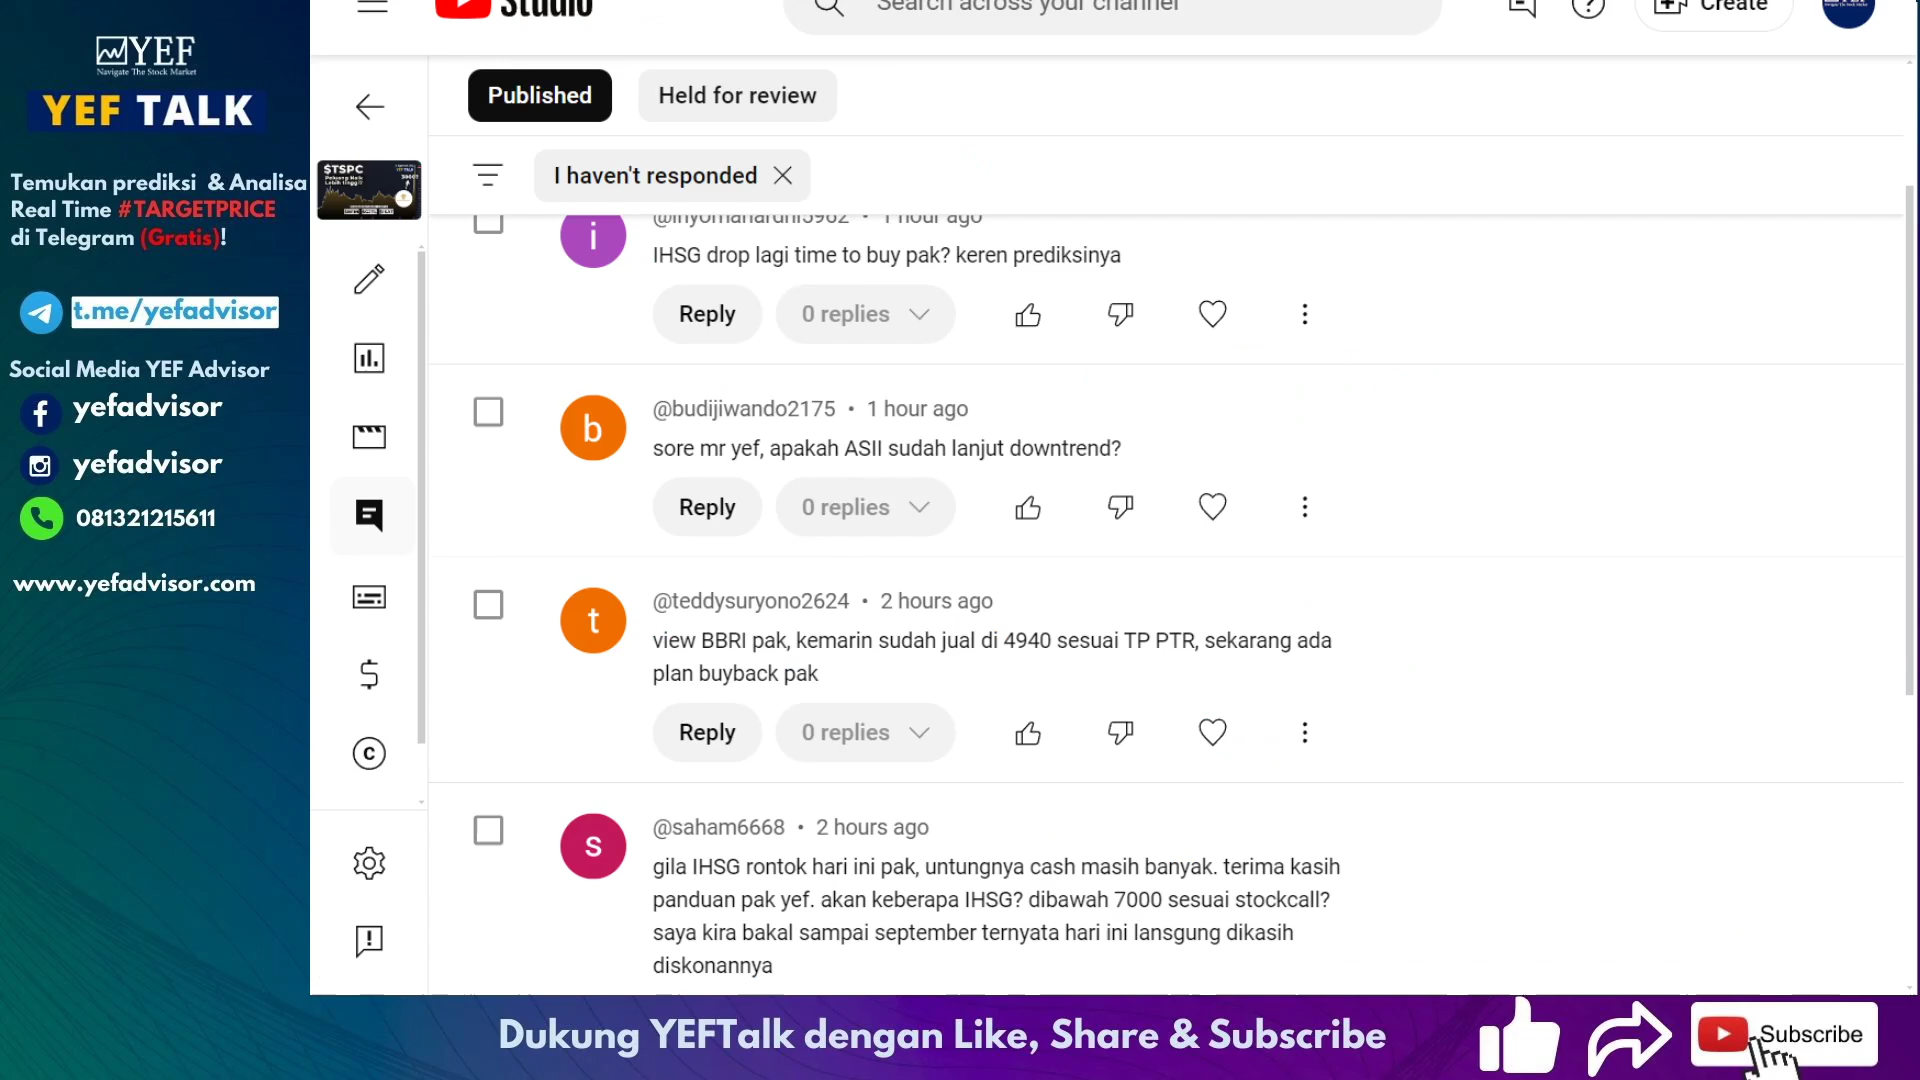 YEF
Navigate The Stock Market
YEF TALK
Temukan prediksi & Analisa
Real Time #TARGETPRICE
di Telegram (Gratis)!
t.me/yefadvisor
Social Media YEF Advisor
yefadvisor
yefadvisor
081321215611
www.yefadvisor.com
Studio
Search across your channel
Create
Published
Held for review
$TSPC
I haven't responded
1 hour ago
i
IHSG drop lagi time to buy pak? keren prediksinya
Reply
0 replies
b
@budijiwando2175 • 1 hour ago
sore mr yef, apakah ASII sudah lanjut downtrend?
Reply
0 replies
t
@teddysuryono2624 • 2 hours ago
view BBRI pak, kemarin sudah jual di 4940 sesuai TP PTR, sekarang ada
plan buyback pak
Reply
0 replies
s
@saham6668 • 2 hours ago
gila IHSG rontok hari ini pak, untungnya cash masih banyak. terima kasih
panduan pak yef. akan keberapa IHSG? dibawah 7000 sesuai stockcall?
saya kira bakal sampai september ternyata hari ini lansgung dikasih
diskonannya
Dukung YEFTalk dengan Like, Share & Subscribe
Subscribe